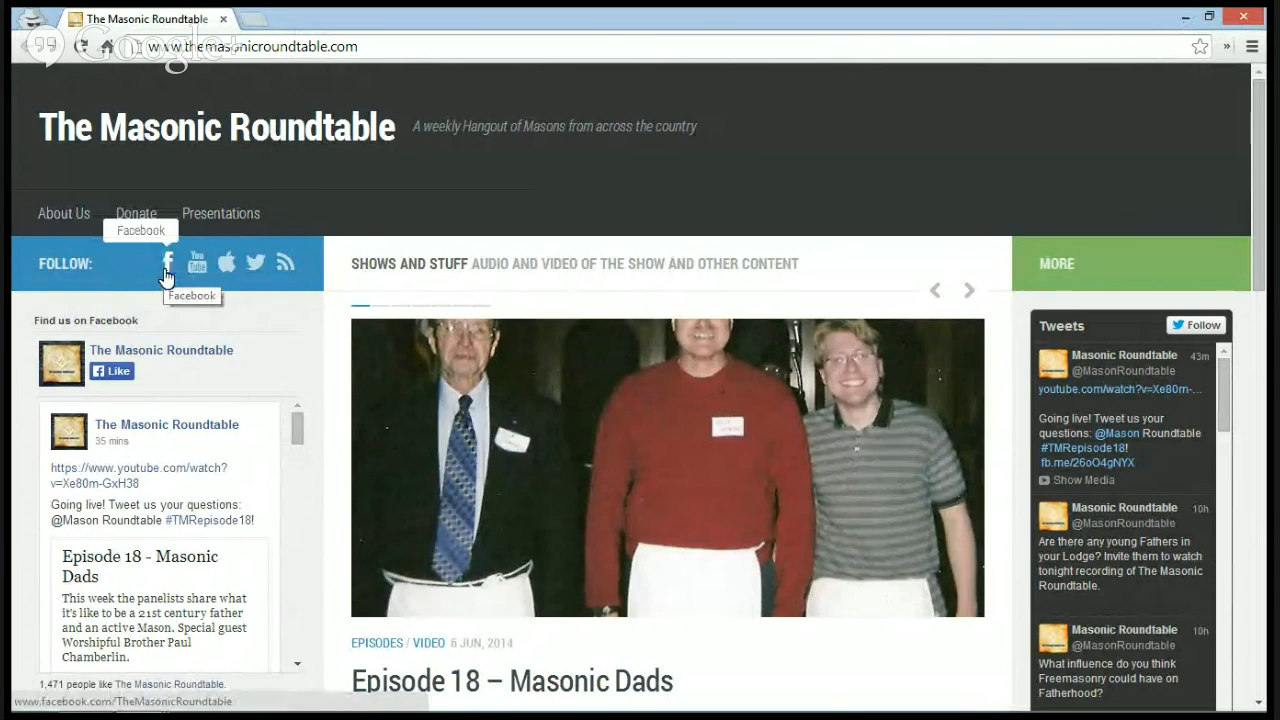 The Masonic Roundtable
Google+
www.themasonicroundtable.com
The Masonic Roundtable
A weekly Hangout of Masons from across the country
About Us
Donate
Presentations
Facebook
FOLLOW:
You Tube
Facebook
SHOWS AND STUFF AUDIO AND VIDEO OF THE SHOW AND OTHER CONTENT
MORE
Find us on Facebook
The Masonic Roundtable
Like
The Masonic Roundtable
35 mins
https://www.youtube.com/watch?
v=Xe80m-GxH38
Going live! Tweet us your questions:
@Mason Roundtable #TMRepisode18!
Episode 18 - Masonic
Dads
This week the panelists share what
it's like to be a 21st century father
and an active Mason. Special guest
Worshipful Brother Paul
Chamberlin.
1,471 people like The Masonic Roundtable.
www.facebook.com/TheMasonicRoundtable
EPISODES / VIDEO 6 JUN, 2014
Episode 18 – Masonic Dads
Tweets
Follow
Masonic Roundtable 43m
@MasonRoundtable
youtube.com/watch?v=Xe80m-...
Going live! Tweet us your
questions: @Mason Roundtable
#TMRepisode18!
fb.me/26oO4gNYX
Show Media
Masonic Roundtable 10h
@MasonRoundtable
Are there any young Fathers in
your Lodge? Invite them to watch
tonight recording of The Masonic
Roundtable.
Masonic Roundtable 10h
@MasonRoundtable
What influence do you think
Freemasonry could have on
Fatherhood?